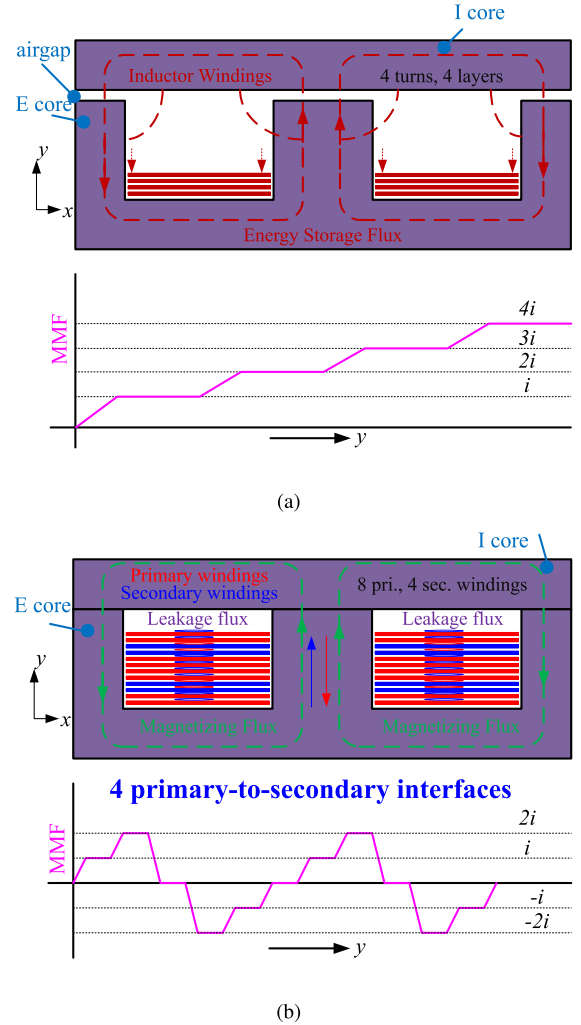 I core
airgap
Inductor Windings
4 turns, 4 layers
E core
y
x
Energy Storage Flux
MMF
4i
3i
2i
i
y
(a)
I core
Primary windings
Secondary windings
8 pri., 4 sec. windings
E core
Leakage flux
Leakage flux
y
x
Magnetizing Flux
Magnetizing Flux
4 primary-to-secondary interfaces
MMF
2i
i
-i
-2i
y
(b)